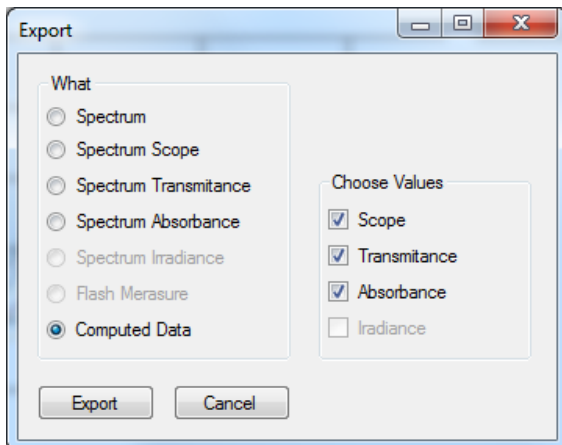 Export
What
Spectrum
Spectrum Scope
Spectrum Transmitance
Spectrum Absorbance
Spectrum Irradiance
Flash Merasure
Computed Data
Choose Values
Scope
Transmitance
Absorbance
Iradiance
Export
Cancel